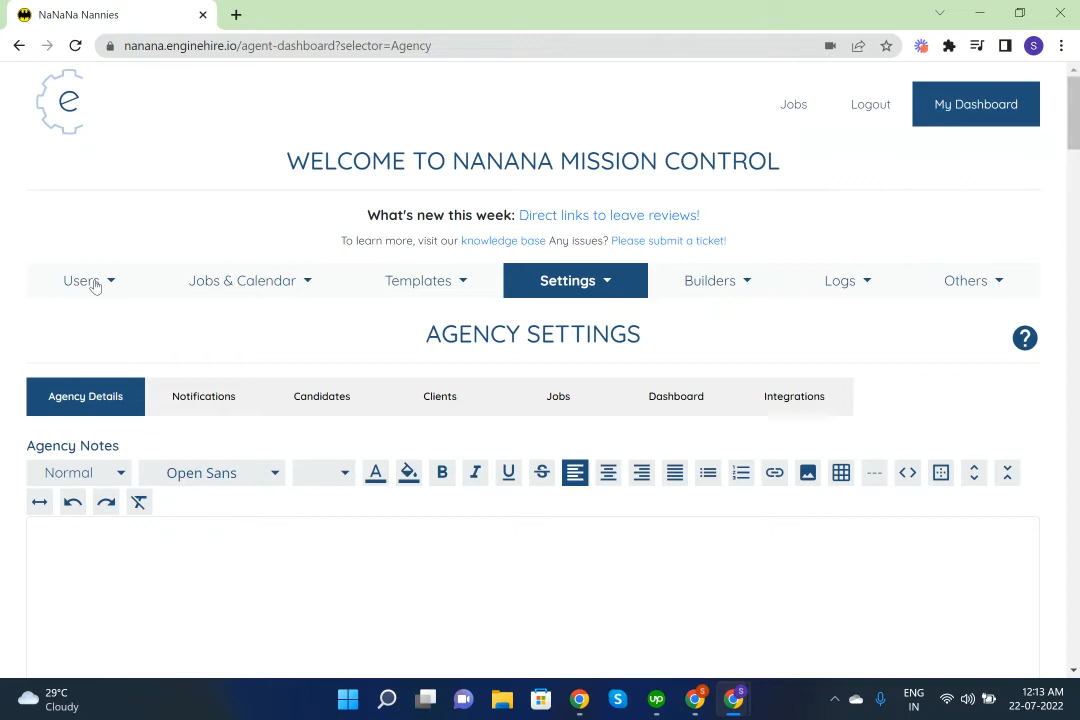 NaNaNa Nannies
nanana.enginehire.io/agent-dashboard?selector=Agency
S
e
Jobs
Logout
My Dashboard
WELCOME TO NANANA MISSION CONTROL
What's new this week: Direct links to leave reviews!
To learn more, visit our knowledge base Any issues? Please submit a ticket!
Users
Jobs & Calendar
Templates
Settings
Builders
Logs
Others
AGENCY SETTINGS
?
Agency Details
Notifications
Candidates
Clients
Jobs
Dashboard
Integrations
Agency Notes
Normal
Open Sans
A
B
I
U
S
29°C
Cloudy
S
up
S
S
ENG
IN
12:13 AM
22-07-2022